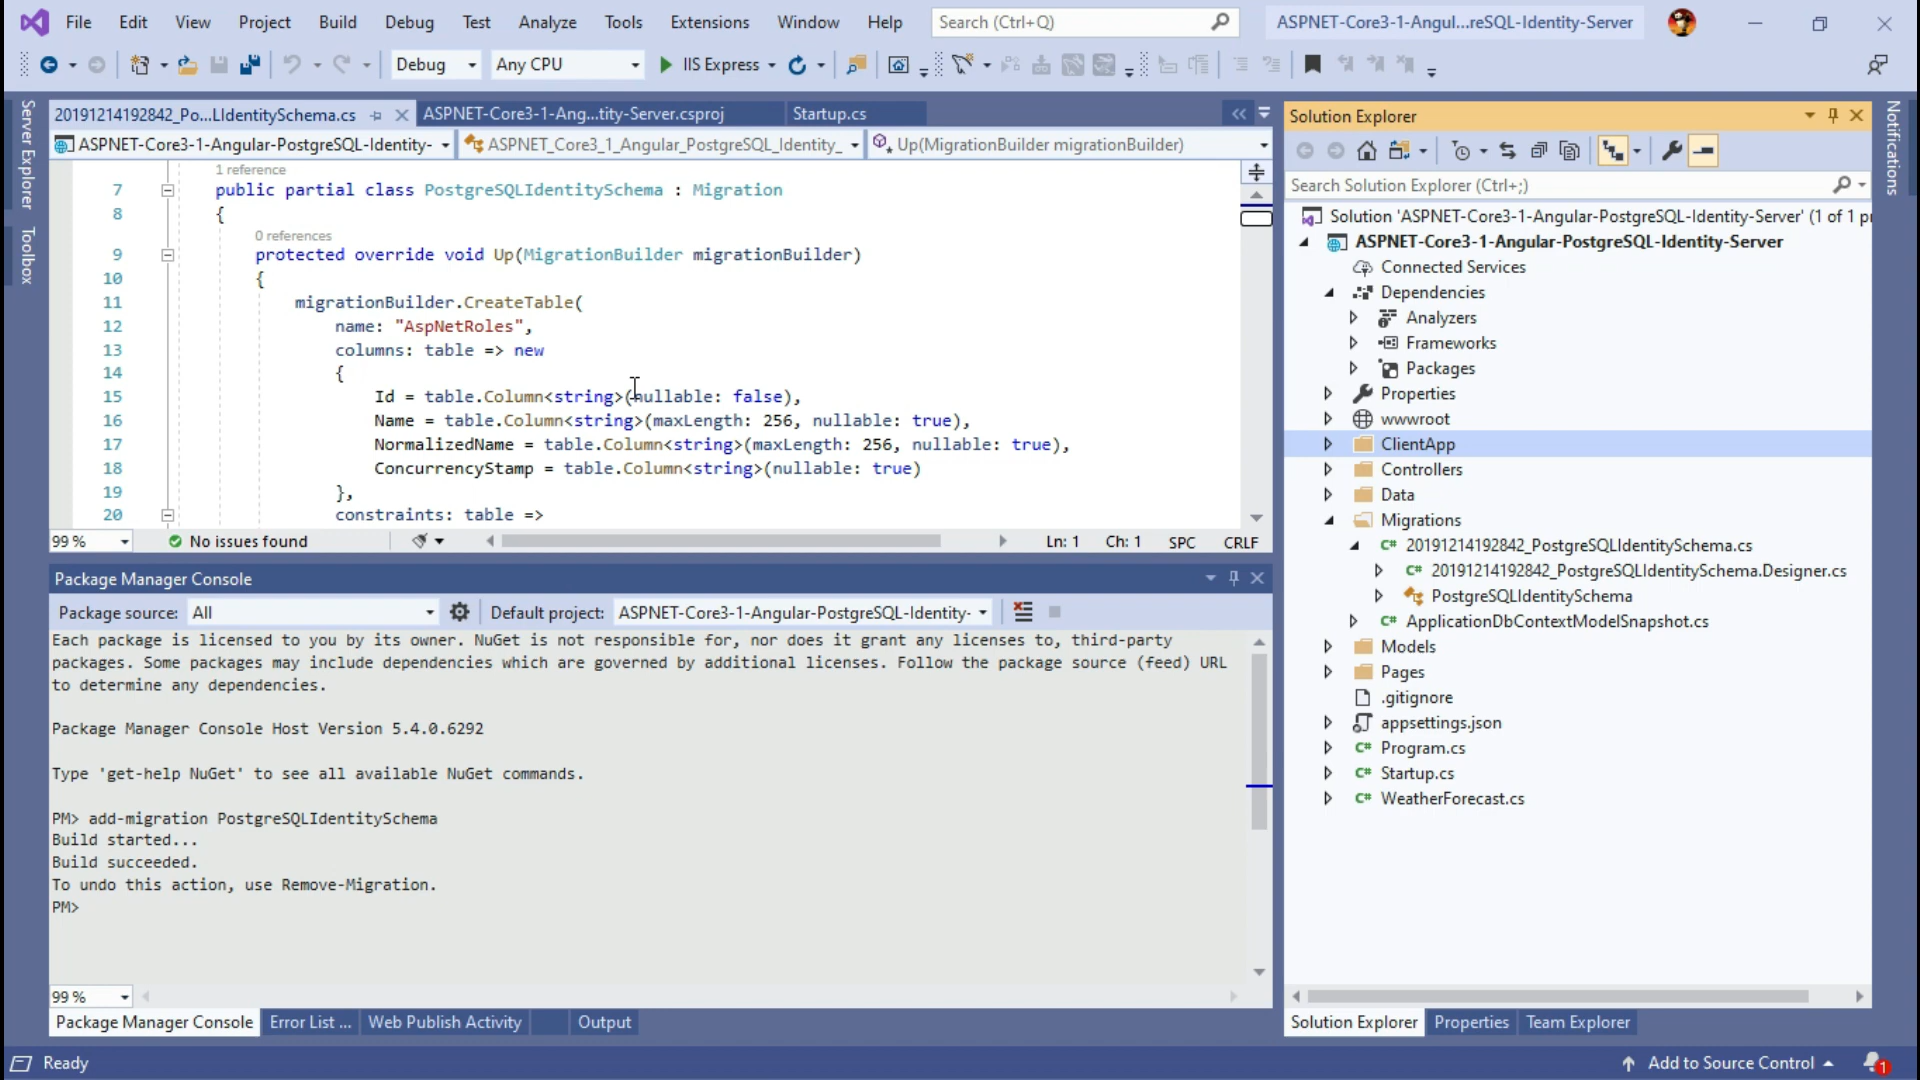 File Edit View Project Build Debug Test Analyze Tools Extensions Window Help Search (Ctrl+Q) ASPNET-Core3-1-Angul...reSQL-Identity-Server
Debug Any CPU IIS Express
Server Explorer
Toolbox
20191214192842_Po...LIdentitySchema.cs ASPNET-Core3-1-Ang...tity-Server.csproj Startup.cs
ASPNET-Core3-1-Angular-PostgreSQL-Identity- ASPNET_Core3_1_Angular_PostgreSQL_Identity_ Up(MigrationBuilder migrationBuilder)
1 reference
7 public partial class PostgreSQLIdentitySchema : Migration
8 {
0 references
9 protected override void Up(MigrationBuilder migrationBuilder)
10 {
11 migrationBuilder.CreateTable(
12 name: "AspNetRoles",
13 columns: table => new
14 {
15 Id = table.Column<string>(nullable: false),
16 Name = table.Column<string>(maxLength: 256, nullable: true),
17 NormalizedName = table.Column<string>(maxLength: 256, nullable: true),
18 ConcurrencyStamp = table.Column<string>(nullable: true)
19 },
20 constraints: table =>
99 % No issues found Ln: 1 Ch: 1 SPC CRLF
Package Manager Console
Package source: All Default project: ASPNET-Core3-1-Angular-PostgreSQL-Identity-
Each package is licensed to you by its owner. NuGet is not responsible for, nor does it grant any licenses to, third-party
packages. Some packages may include dependencies which are governed by additional licenses. Follow the package source (feed) URL
to determine any dependencies.
Package Manager Console Host Version 5.4.0.6292
Type 'get-help NuGet' to see all available NuGet commands.
PM> add-migration PostgreSQLIdentitySchema
Build started...
Build succeeded.
To undo this action, use Remove-Migration.
PM>
99 %
Package Manager Console Error List ... Web Publish Activity Output
Solution Explorer
Search Solution Explorer (Ctrl+;)
Solution 'ASPNET-Core3-1-Angular-PostgreSQL-Identity-Server' (1 of 1 p
ASPNET-Core3-1-Angular-PostgreSQL-Identity-Server
Connected Services
Dependencies
Analyzers
Frameworks
Packages
Properties
wwwroot
ClientApp
Controllers
Data
Migrations
C# 20191214192842_PostgreSQLIdentitySchema.cs
C# 20191214192842_PostgreSQLIdentitySchema.Designer.cs
PostgreSQLIdentitySchema
C# ApplicationDbContextModelSnapshot.cs
Models
Pages
.gitignore
appsettings.json
C# Program.cs
C# Startup.cs
C# WeatherForecast.cs
Solution Explorer Properties Team Explorer
Notifications
Ready Add to Source Control 1